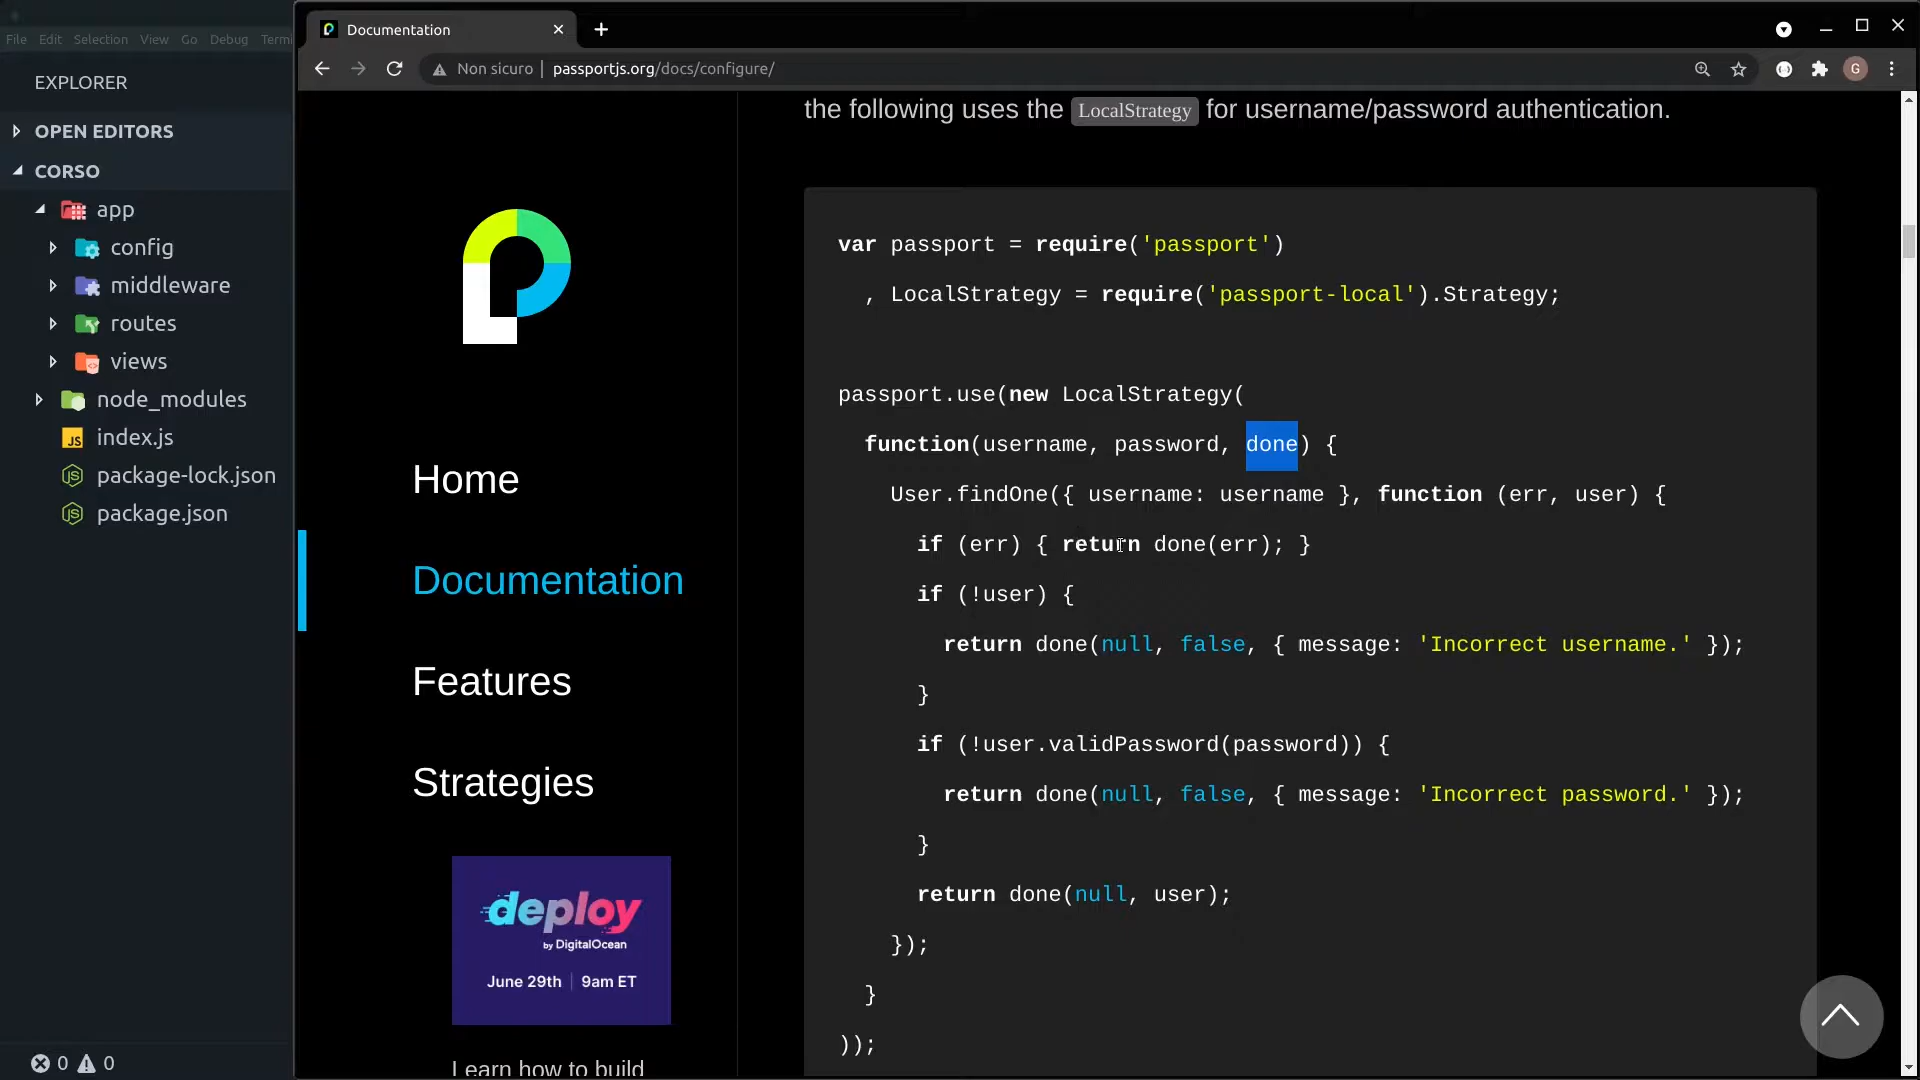 File Edit Selection View Go Debug Termi
EXPLORER
OPEN EDITORS
CORSO
app
config
middleware
routes
views
node_modules
index.js
package-lock.json
package.json
0 0
Documentation
Non sicuro | passportjs.org/docs/configure/
G
Home
Documentation
Features
Strategies
deploy
by DigitalOcean
June 29th | 9am ET
Learn how to build
the following uses the LocalStrategy for username/password authentication.
var passport = require('passport')
, LocalStrategy = require('passport-local').Strategy;
passport.use(new LocalStrategy(
function(username, password, done) {
User.findOne({ username: username }, function (err, user) {
if (err) { return done(err); }
if (!user) {
return done(null, false, { message: 'Incorrect username.' });
}
if (!user.validPassword(password)) {
return done(null, false, { message: 'Incorrect password.' });
}
return done(null, user);
});
}
));